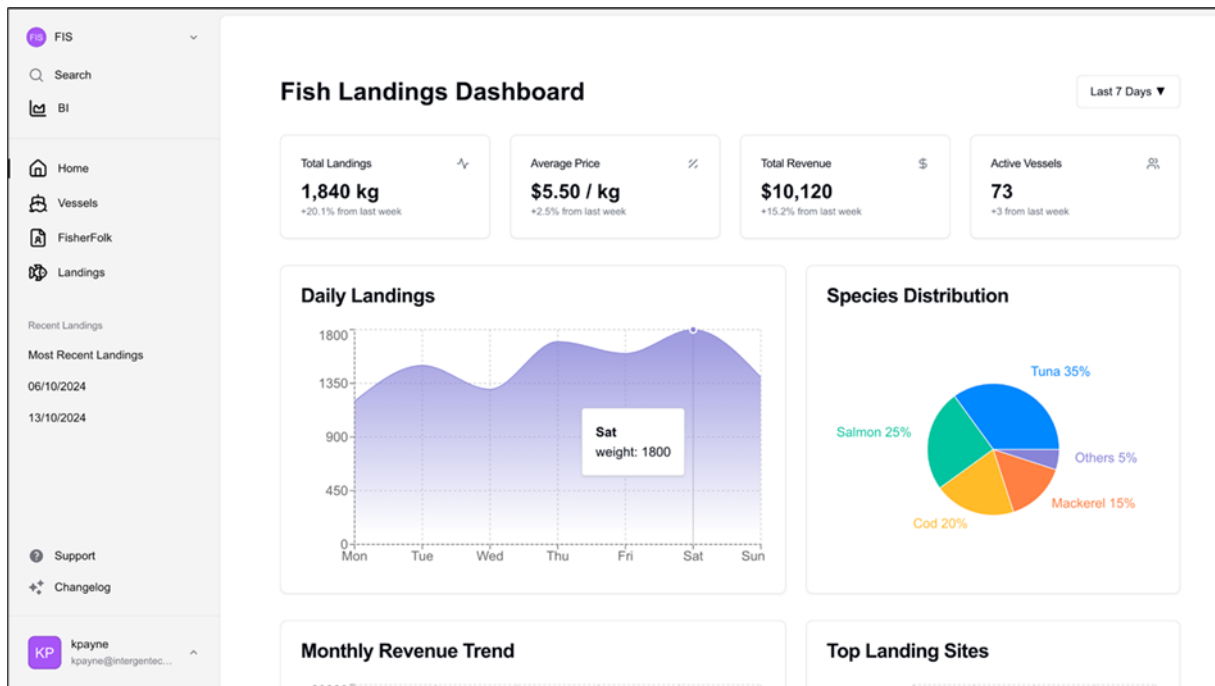 FIS FIS
Search
BI
Home
Vessels
FisherFolk
Landings
Recent Landings
Most Recent Landings
06/10/2024
13/10/2024
Support
Changelog
KP
kpayne
kpayne@intergentec...
Fish Landings Dashboard
Last 7 Days ▼
Total Landings
1,840 kg
+20.1% from last week
Average Price
$5.50 / kg
+2.5% from last week
Total Revenue
$10,120
+15.2% from last week
Active Vessels
73
+3 from last week
Daily Landings
1800
1350
900
450
0
Mon Tue Wed Thu Fri Sat Sun
Sat
weight: 1800
Species Distribution
Tuna 35%
Salmon 25%
Others 5%
Mackerel 15%
Cod 20%
Monthly Revenue Trend
Top Landing Sites